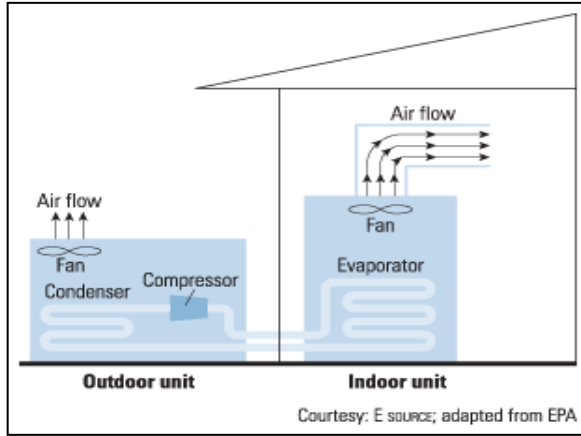 Air flow
Air flow
Fan
Fan
Condenser
Compressor
Evaporator
Outdoor unit
Indoor unit
Courtesy: E SOURCE; adapted from EPA